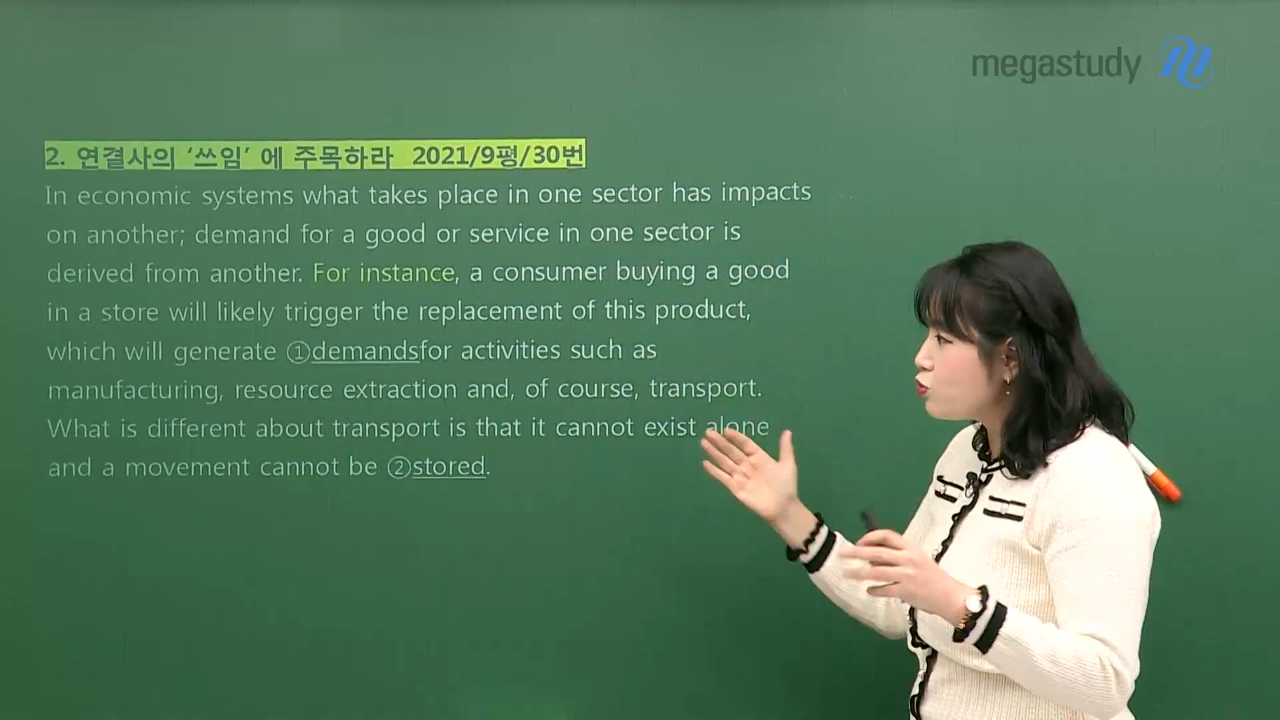 megastudy
2. 연결사의 ‘쓰임’ 에 주목하라 2021/9평/30번
In economic systems what takes place in one sector has impacts
on another; demand for a good or service in one sector is
derived from another. For instance, a consumer buying a good
in a store will likely trigger the replacement of this product,
which will generate ①demandsfor activities such as
manufacturing, resource extraction and, of course, transport.
What is different about transport is that it cannot exist alone
and a movement cannot be ②stored.